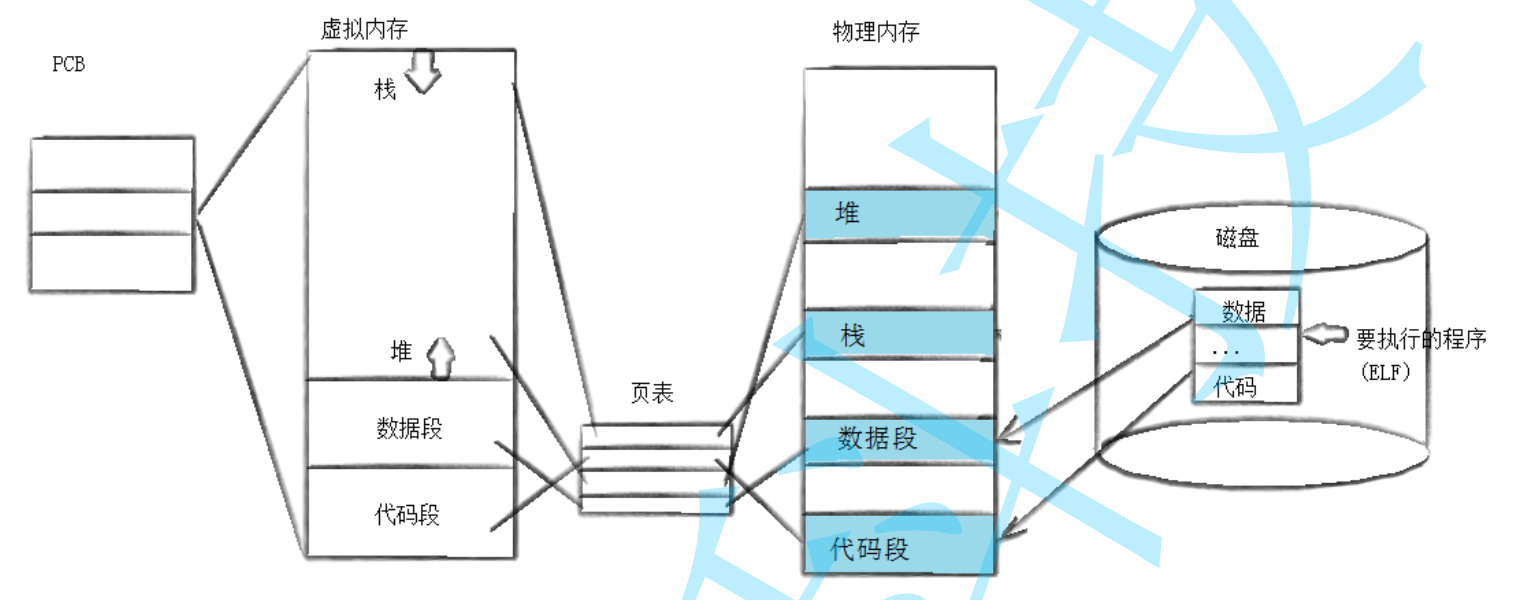 虚拟内存
物理内存
PCB
栈
堆
数据段
代码段
页表
堆
栈
数据段
代码段
磁盘
数据
...
代码
要执行的程序
(ELF)